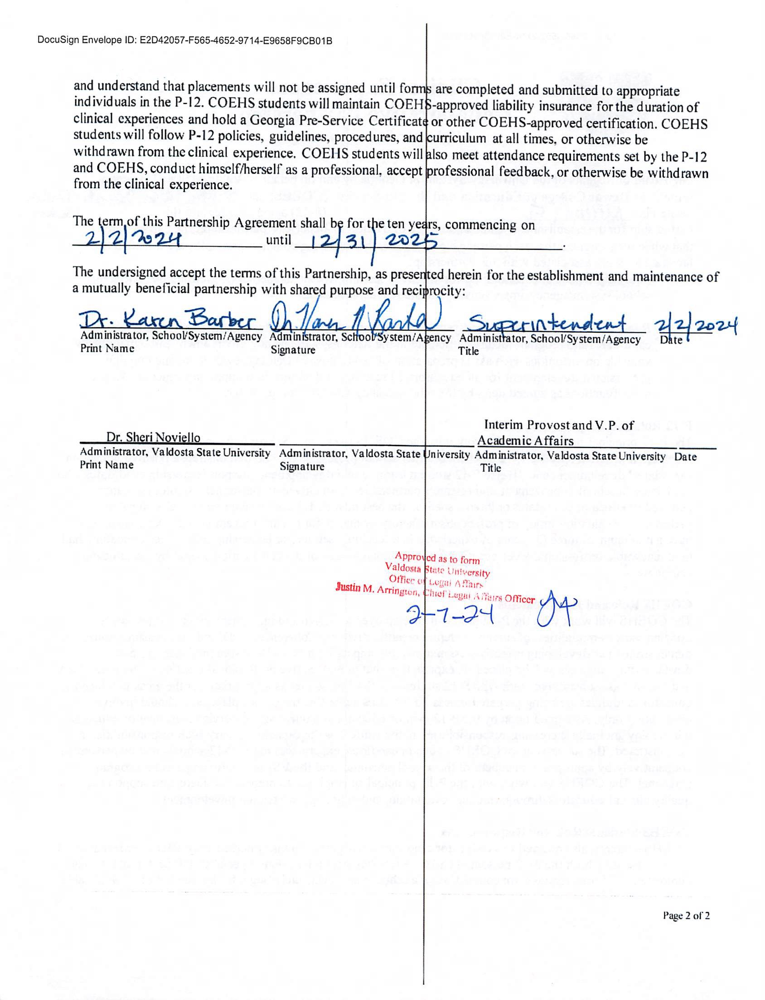 DocuSign Envelope ID: E2D42057-F565-4652-9714-E9658F9CB01B
and understand that placements will not be assigned until forms are completed and submitted to appropriate
individuals in the P-12. COEHS students will maintain COEHS-approved liability insurance for the duration of
clinical experiences and hold a Georgia Pre-Service Certificate or other COEHS-approved certification. COEHS
students will follow P-12 policies, guidelines, procedures, and curriculum at all times, or otherwise be
withdrawn from the clinical experience. COEHS students will also meet attendance requirements set by the P-12
and COEHS, conduct himself/herself as a professional, accept professional feedback, or otherwise be withdrawn
from the clinical experience.
The term of this Partnership Agreement shall be for the ten years, commencing on
2/2/2024 until 12/31/2025.
The undersigned accept the terms of this Partnership, as presented herein for the establishment and maintenance of
a mutually beneficial partnership with shared purpose and reciprocity:
Dr. Karen Barber Superintendent 2/2/2024
Administrator, School/System/Agency Administrator, School/System/Agency Administrator, School/System/Agency Date
Print Name Signature Title
Interim Provost and V.P. of
Dr. Sheri Noviello Academic Affairs
Administrator, Valdosta State University Administrator, Valdosta State University Administrator, Valdosta State University Date
Print Name Signature Title
Approved as to form
Valdosta State University
Office of Legal Affairs
Justin M. Arrington, Chief Legal Affairs Officer
2-7-24
Page 2 of 2